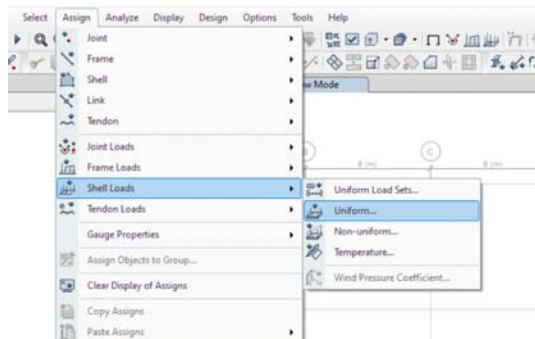 Select Assign Analyze Display Design Options Tools Help
Joint
Frame
Shell
Link
Tendon
Joint Loads
Frame Loads
Shell Loads
Tendon Loads
Gauge Properties
Assign Objects to Group...
Clear Display of Assigns
Copy Assigns
Paste Assigns
w Mode
B C
8 (m) 8 (m)
Uniform Load Sets...
Uniform...
Non-uniform...
Temperature...
Wind Pressure Coefficient...